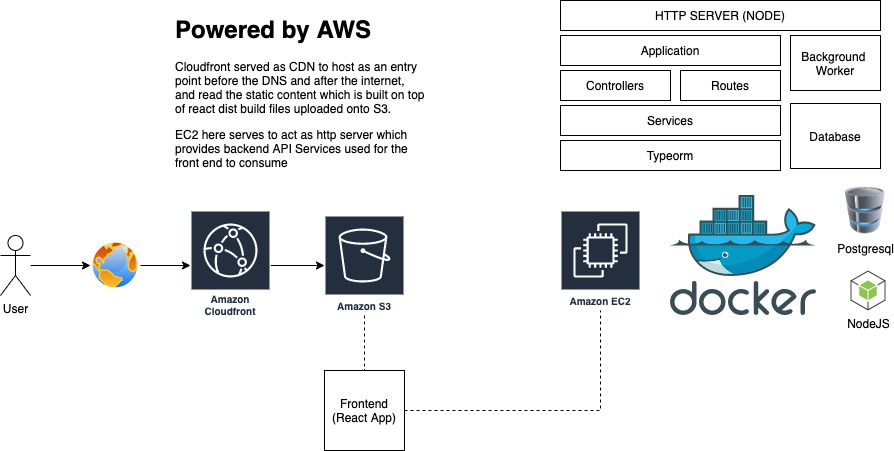 Powered by AWS
Cloudfront served as CDN to host as an entry
point before the DNS and after the internet,
and read the static content which is built on top
of react dist build files uploaded onto S3.
EC2 here serves to act as http server which
provides backend API Services used for the
front end to consume
HTTP SERVER (NODE)
Application
Background
Worker
Controllers
Routes
Services
Database
Typeorm
User
Amazon
Cloudfront
Amazon S3
Amazon EC2
docker
Postgresql
NodeJS
Frontend
(React App)